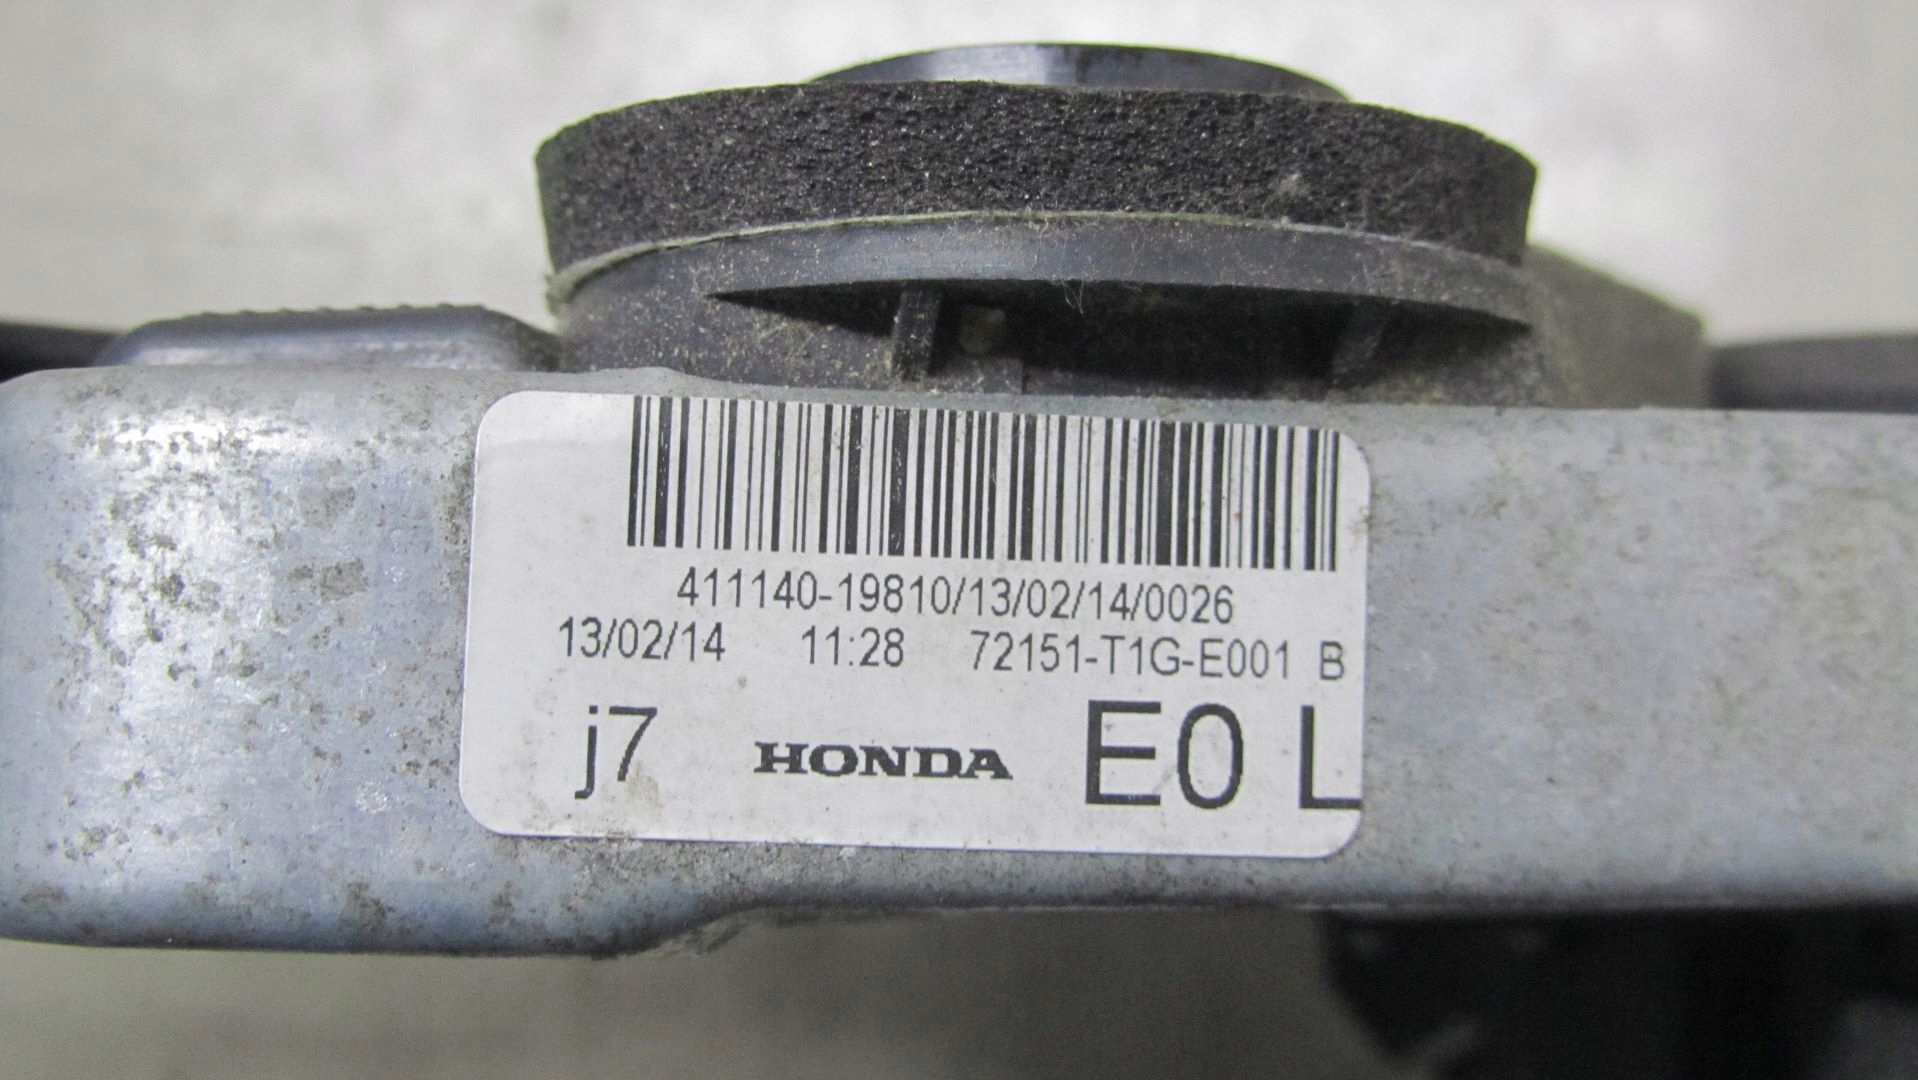 411140-19810/13/02/14/0026
13/02/14 11:28 72151-T1G-E001 B
j7 HONDA E0 L